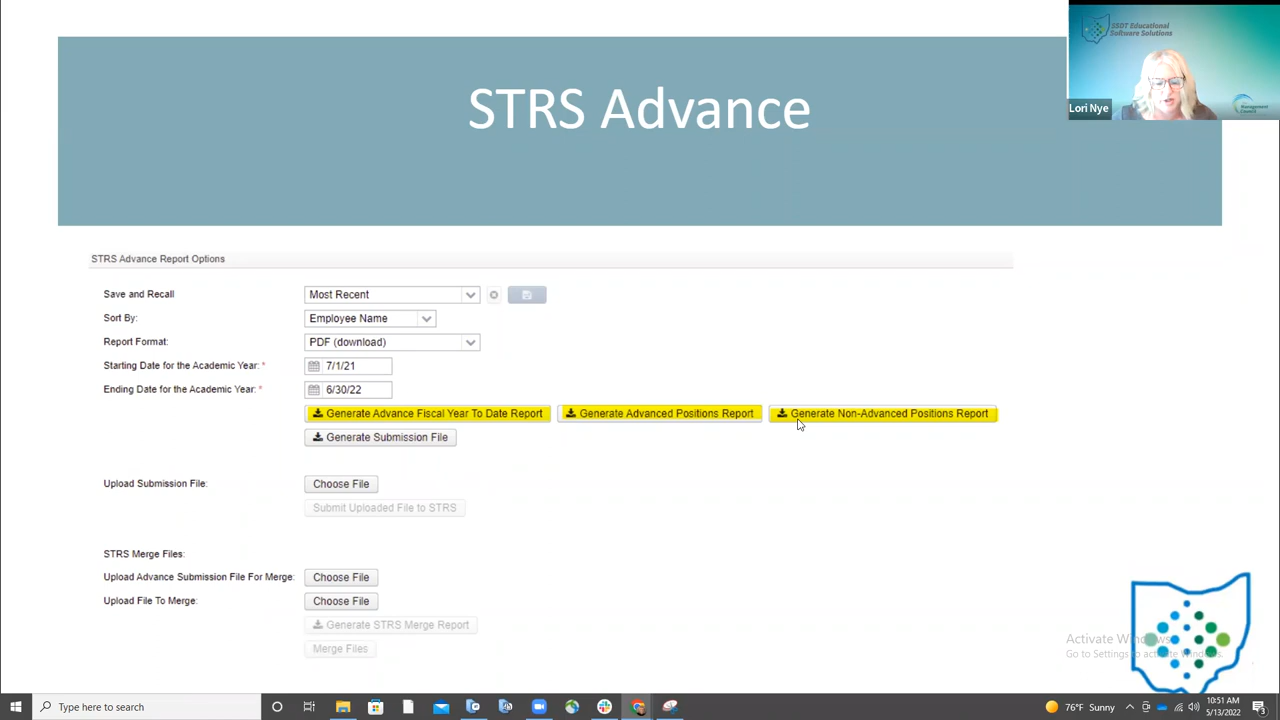 SSDT Educational
Software Solutions
Lori Nye
Management
Council
STRS Advance
STRS Advance Report Options
Save and Recall
Most Recent
Sort By:
Employee Name
Report Format:
PDF (download)
Starting Date for the Academic Year: *
7/1/21
Ending Date for the Academic Year: *
6/30/22
Generate Advance Fiscal Year To Date Report
Generate Advanced Positions Report
Generate Non-Advanced Positions Report
Generate Submission File
Upload Submission File:
Choose File
Submit Uploaded File to STRS
STRS Merge Files:
Upload Advance Submission File For Merge:
Choose File
Upload File To Merge:
Choose File
Generate STRS Merge Report
Merge Files
Activate Windows
Go to Settings to activate Windows.
Type here to search
76°F Sunny
10:51 AM
5/13/2022
3